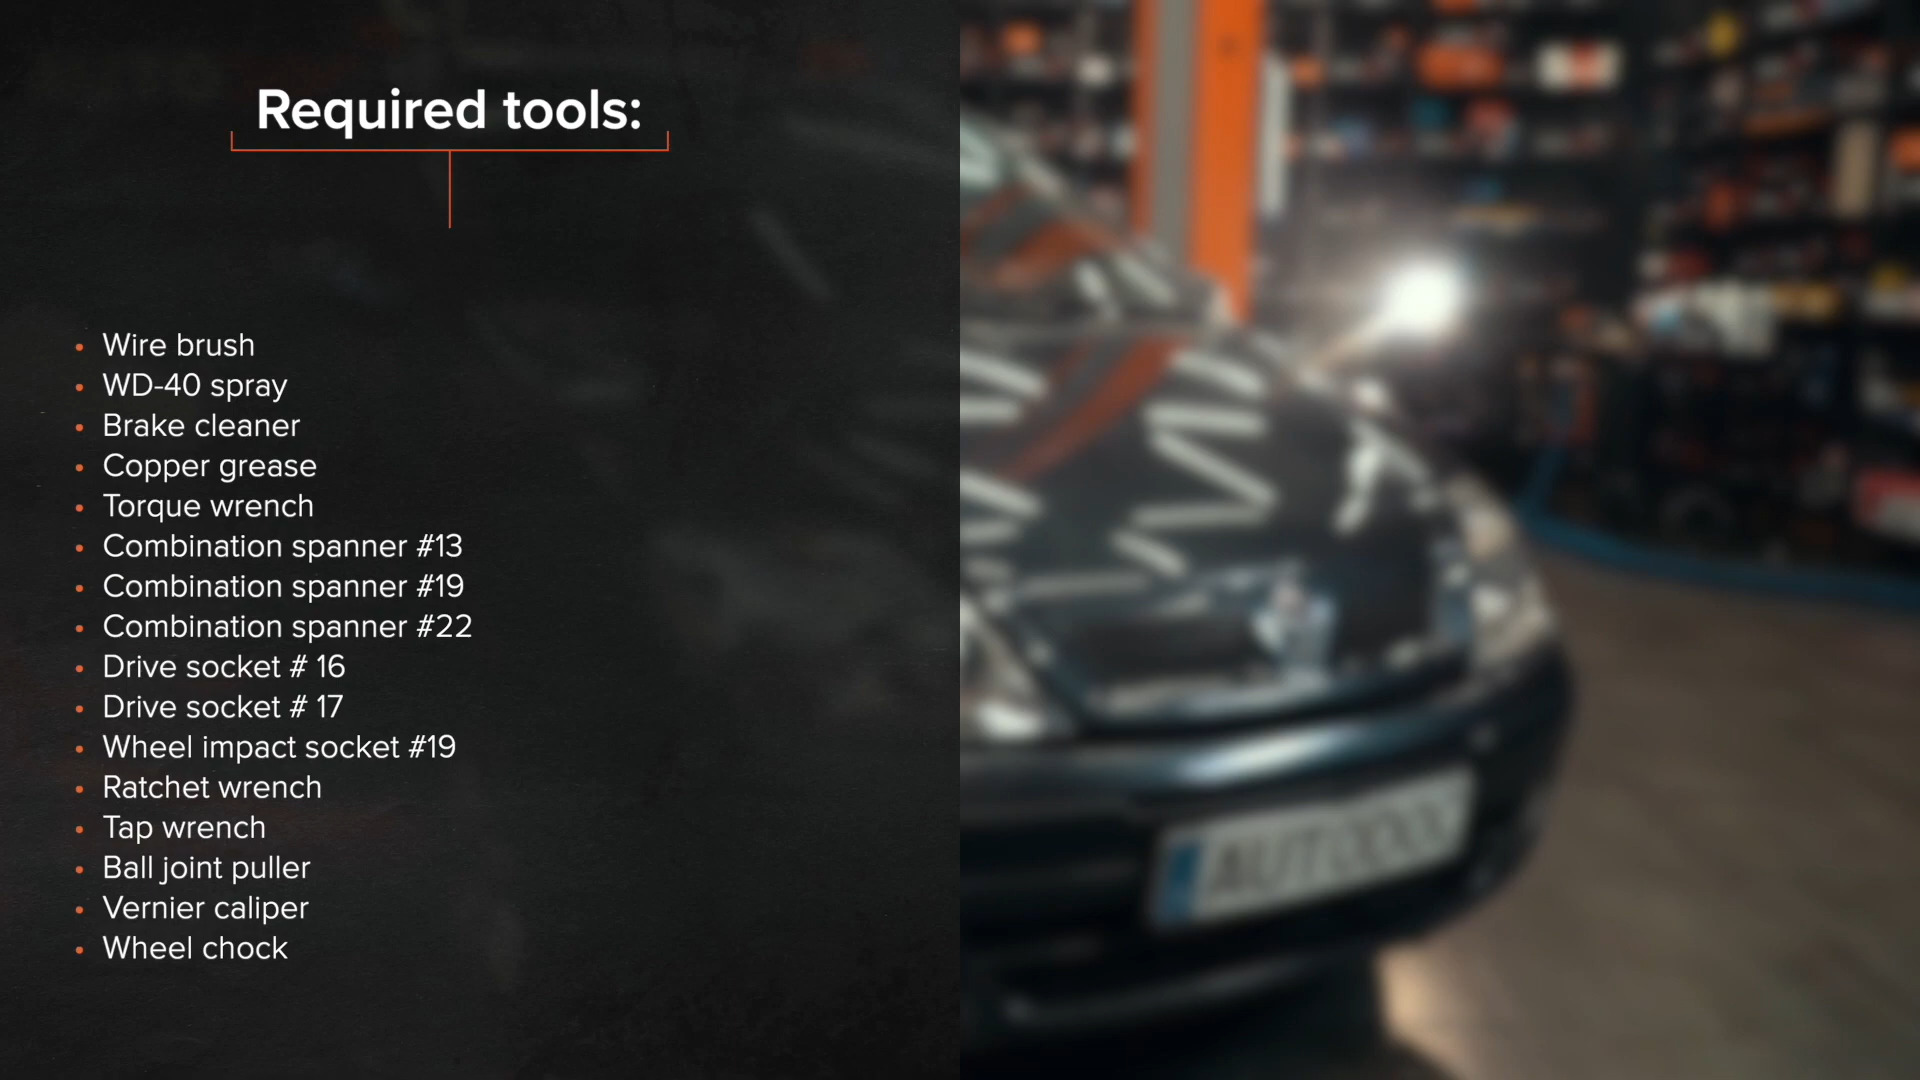 Required tools:
Wire brush
WD-40 spray
Brake cleaner
Copper grease
Torque wrench
Combination spanner #13
Combination spanner #19
Combination spanner #22
Drive socket # 16
Drive socket # 17
Wheel impact socket #19
Ratchet wrench
Tap wrench
Ball joint puller
Vernier caliper
Wheel chock